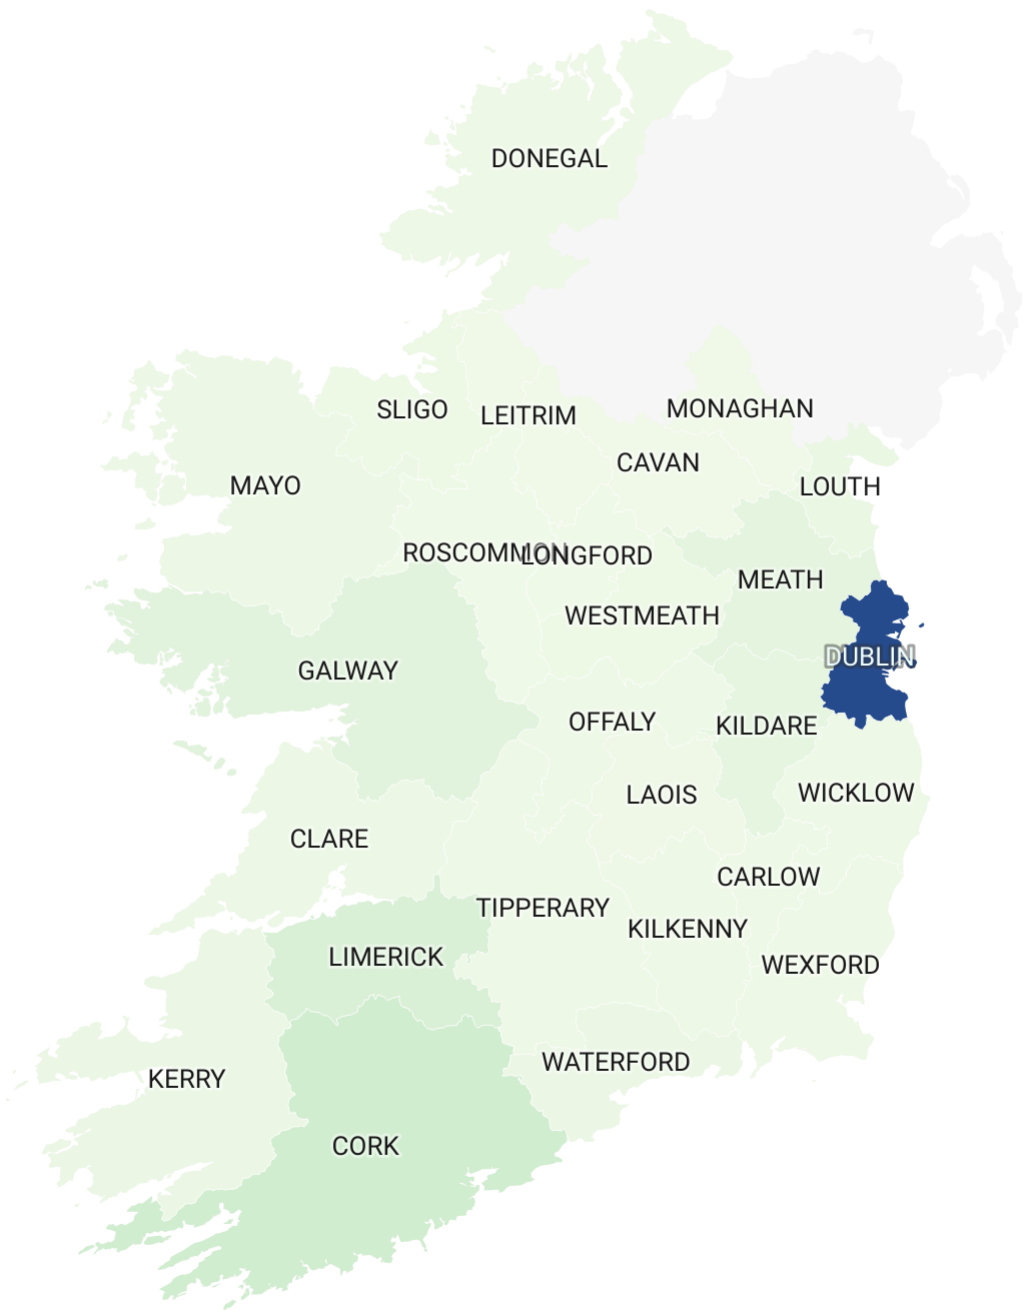 DONEGAL
SLIGO
LEITRIM
MONAGHAN
CAVAN
MAYO
LOUTH
ROSCOMMON
LONGFORD
MEATH
WESTMEATH
DUBLIN
GALWAY
OFFALY
KILDARE
LAOIS
WICKLOW
CLARE
CARLOW
TIPPERARY
KILKENNY
LIMERICK
WEXFORD
WATERFORD
KERRY
CORK